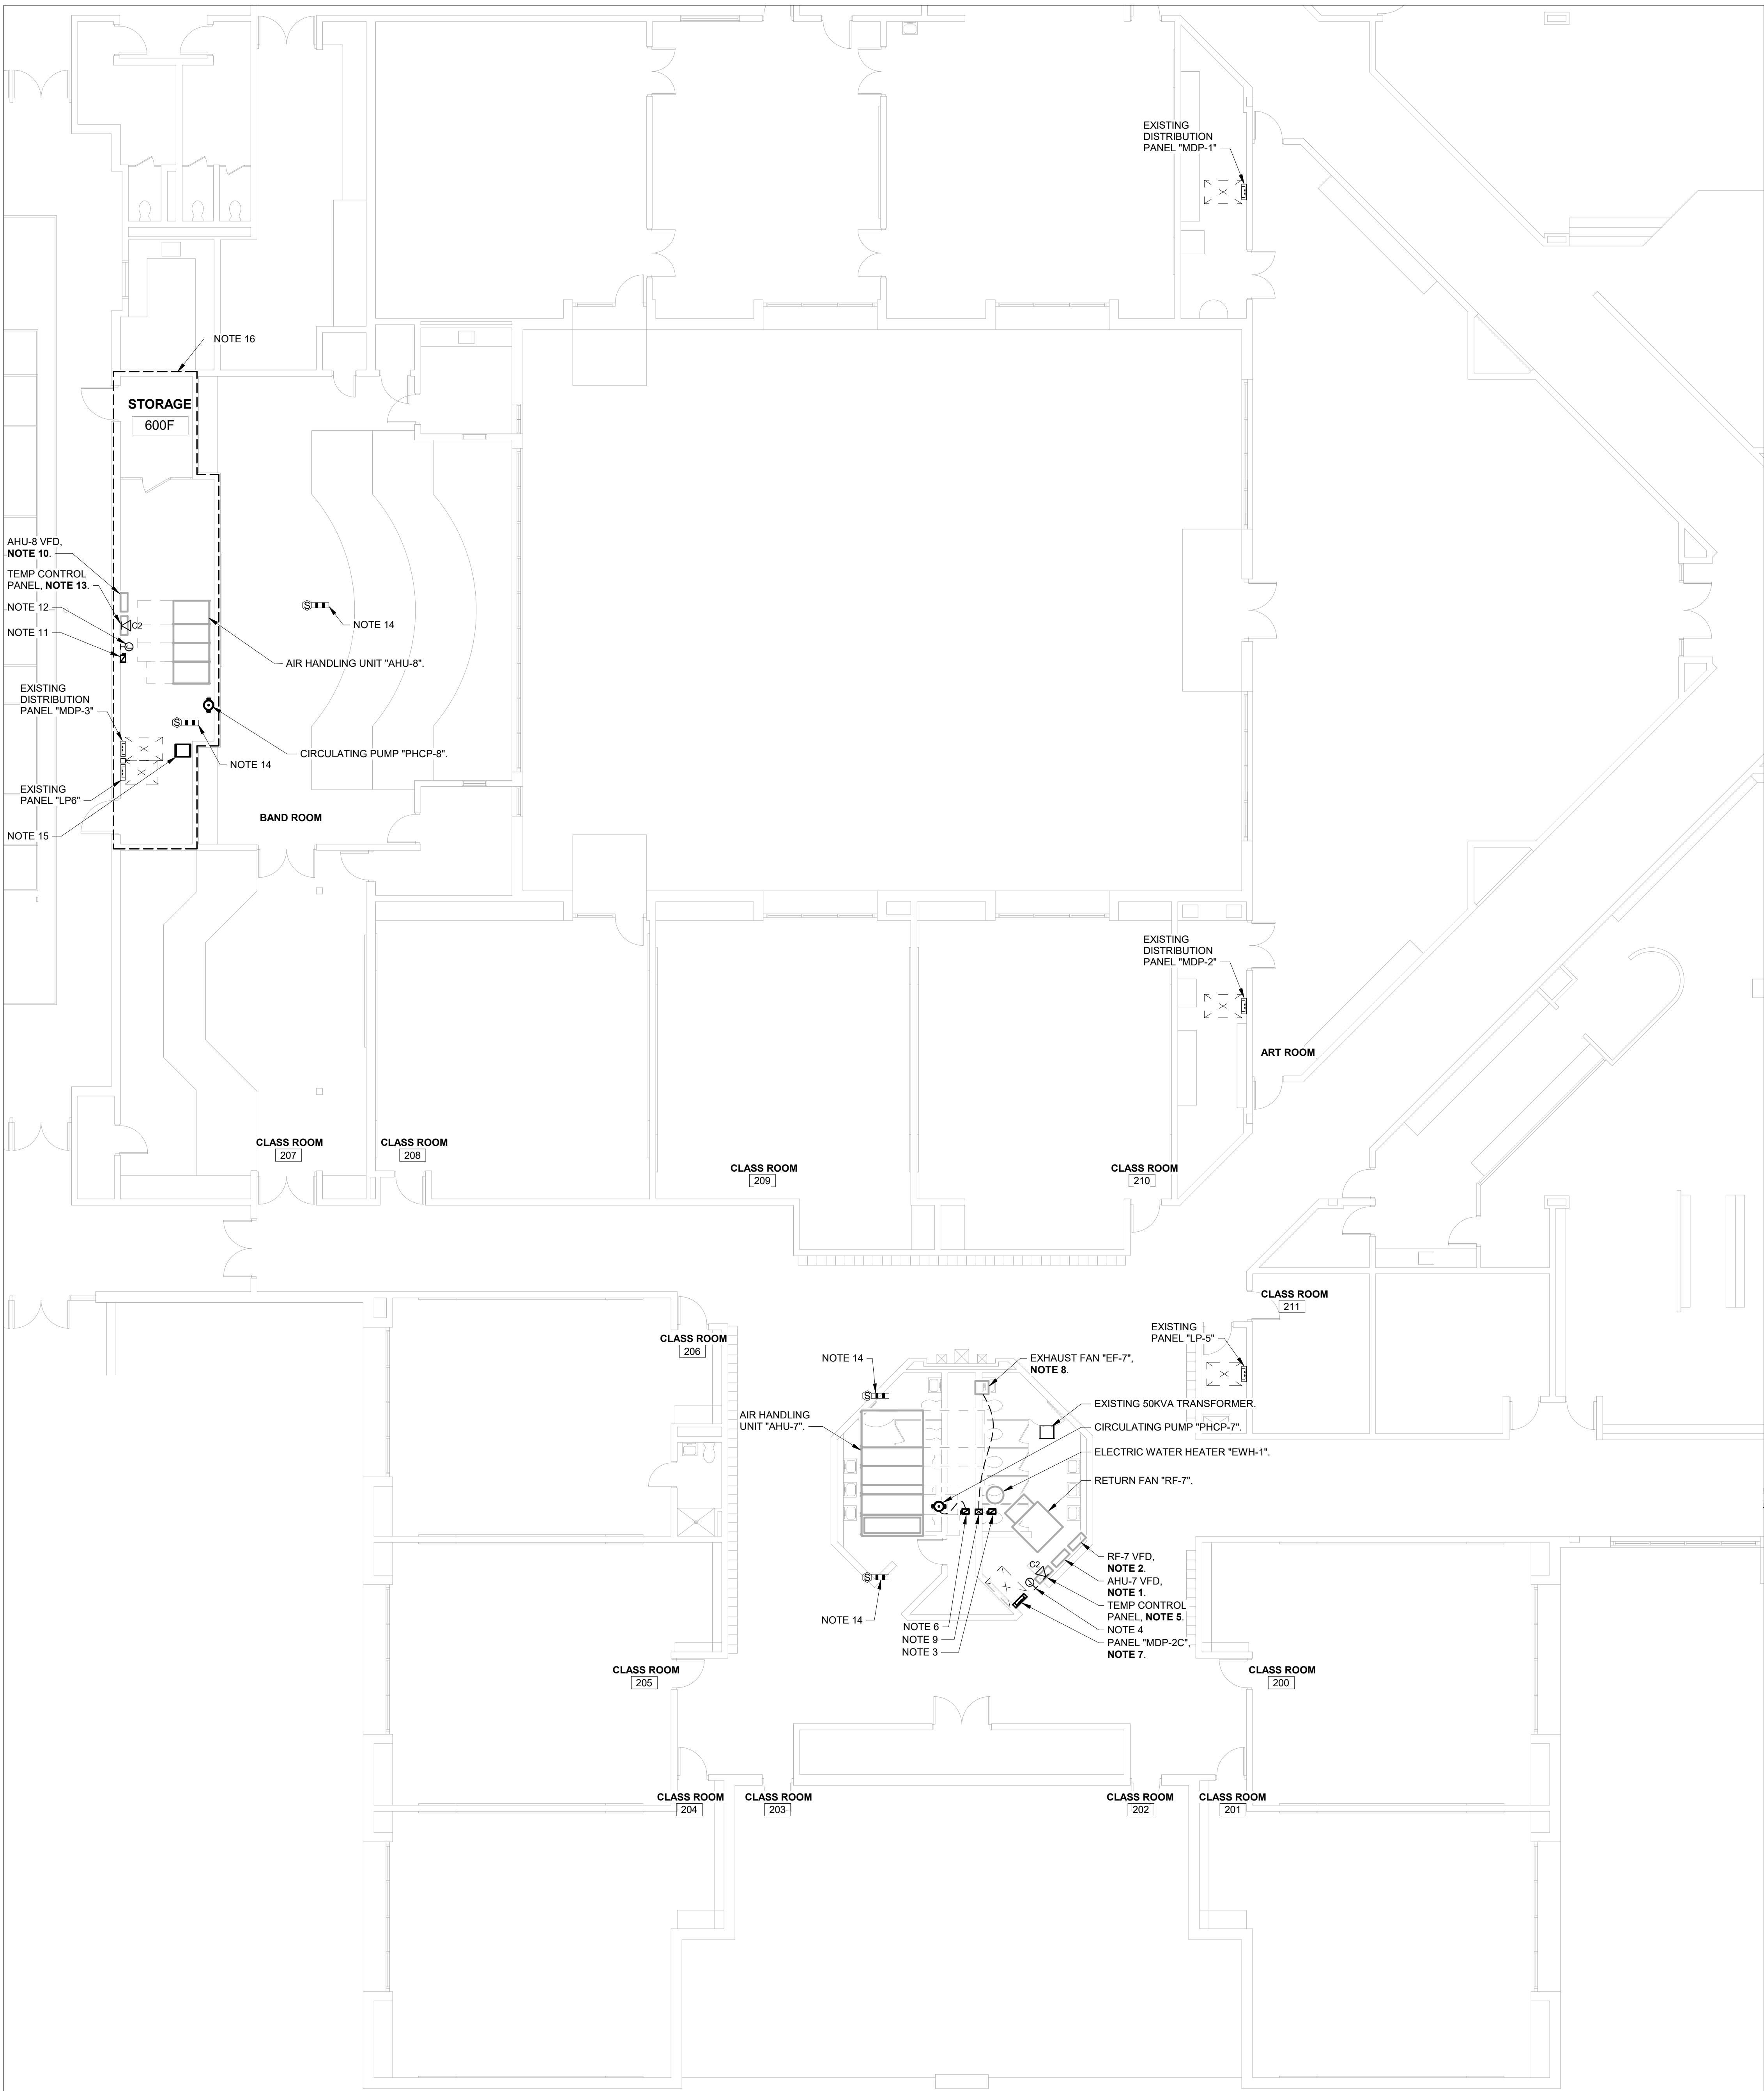 EXISTING
DISTRIBUTION
PANEL "MDP-1"
NOTE 16
STORAGE
600F
AHU-8 VFD,
NOTE 10.
TEMP CONTROL
PANEL, NOTE 13.
C2
NOTE 12
NOTE 11
S
NOTE 14
AIR HANDLING UNIT "AHU-8".
EXISTING
DISTRIBUTION
PANEL "MDP-3"
S
NOTE 14
CIRCULATING PUMP "PHCP-8".
EXISTING
PANEL "LP6"
NOTE 15
BAND ROOM
EXISTING
DISTRIBUTION
PANEL "MDP-2"
ART ROOM
CLASS ROOM
207
CLASS ROOM
208
CLASS ROOM
209
CLASS ROOM
210
CLASS ROOM
211
EXISTING
PANEL "LP-5"
CLASS ROOM
206
NOTE 14
S
EXHAUST FAN "EF-7",
NOTE 8.
AIR HANDLING
UNIT "AHU-7".
EXISTING 50KVA TRANSFORMER.
CIRCULATING PUMP "PHCP-7".
ELECTRIC WATER HEATER "EWH-1".
RETURN FAN "RF-7".
S
NOTE 14
C2
RF-7 VFD,
NOTE 2.
AHU-7 VFD,
NOTE 1.
TEMP CONTROL
PANEL, NOTE 5.
NOTE 4
PANEL "MDP-2C",
NOTE 7.
NOTE 6
NOTE 9
NOTE 3
CLASS ROOM
205
CLASS ROOM
200
CLASS ROOM
204
CLASS ROOM
203
CLASS ROOM
202
CLASS ROOM
201